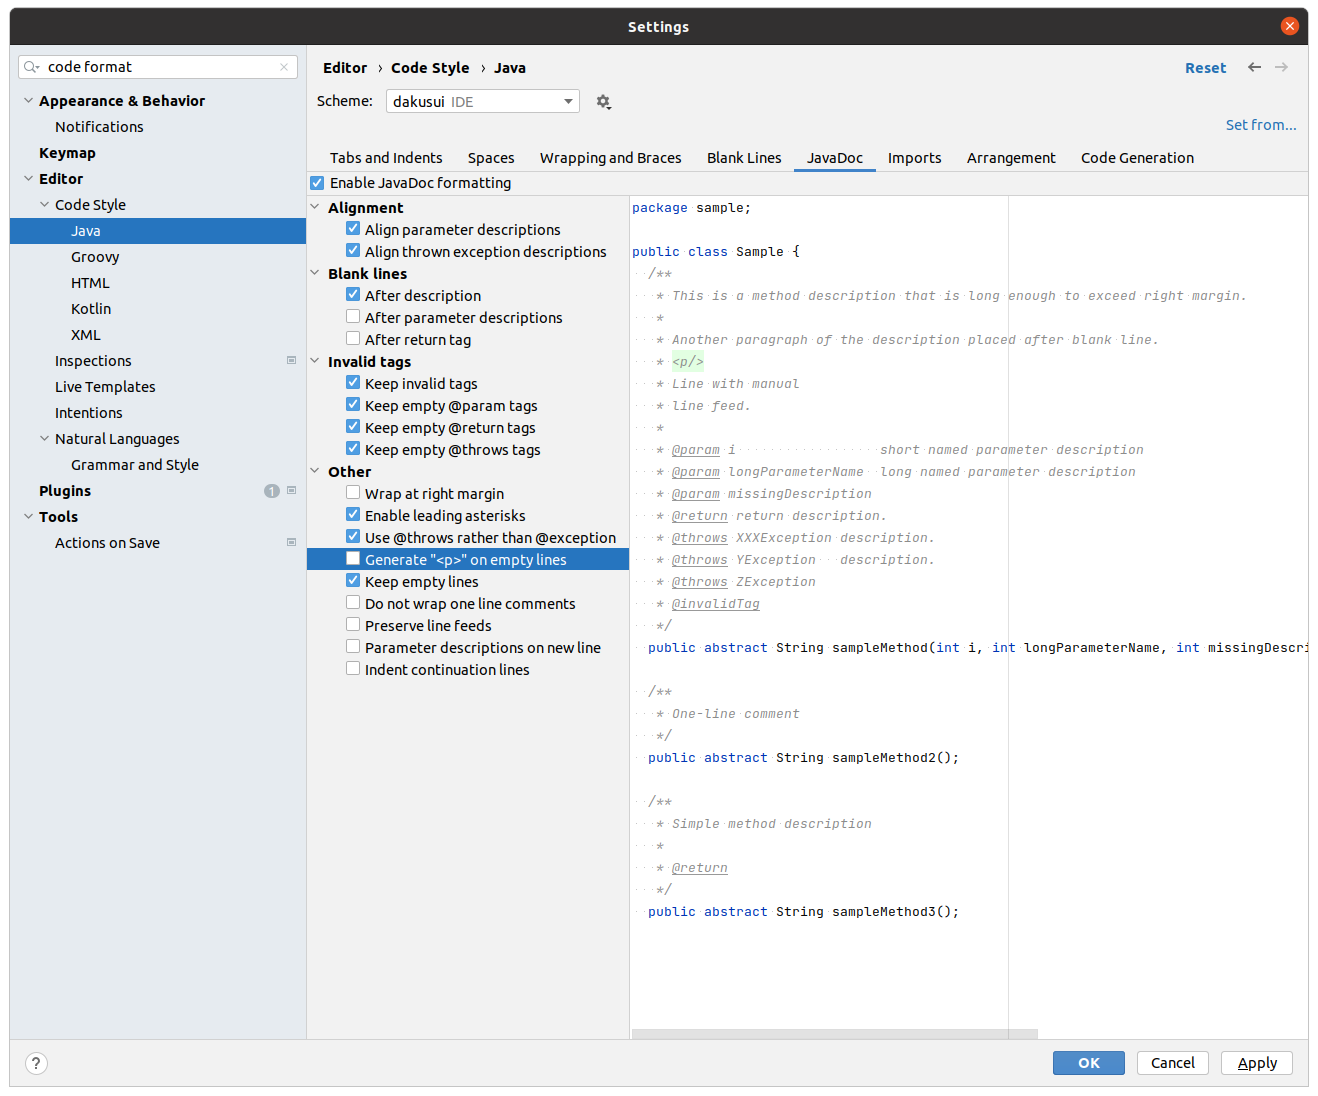 Settings
code format
Appearance & Behavior
Notifications
Keymap
Editor
Code Style
Java
Groovy
HTML
Kotlin
XML
Inspections
Live Templates
Intentions
Natural Languages
Grammar and Style
Plugins 1
Tools
Actions on Save
Editor › Code Style › Java
Reset
Scheme: dakusui IDE
Set from...
Tabs and Indents Spaces Wrapping and Braces Blank Lines JavaDoc Imports Arrangement Code Generation
Enable JavaDoc formatting
Alignment
Align parameter descriptions
Align thrown exception descriptions
Blank lines
After description
After parameter descriptions
After return tag
Invalid tags
Keep invalid tags
Keep empty @param tags
Keep empty @return tags
Keep empty @throws tags
Other
Wrap at right margin
Enable leading asterisks
Use @throws rather than @exception
Generate "<p>" on empty lines
Keep empty lines
Do not wrap one line comments
Preserve line feeds
Parameter descriptions on new line
Indent continuation lines
package sample;
public class Sample {
/**
* This is a method description that is long enough to exceed right margin.
*
* Another paragraph of the description placed after blank line.
* <p/>
* Line with manual
* line feed.
*
* @param i short named parameter description
* @param longParameterName long named parameter description
* @param missingDescription
* @return return description.
* @throws XXXException description.
* @throws YException description.
* @throws ZException
* @invalidTag
*/
public abstract String sampleMethod(int i, int longParameterName, int missingDescri
/**
* One-line comment
*/
public abstract String sampleMethod2();
/**
* Simple method description
*
* @return
*/
public abstract String sampleMethod3();
?
OK Cancel Apply